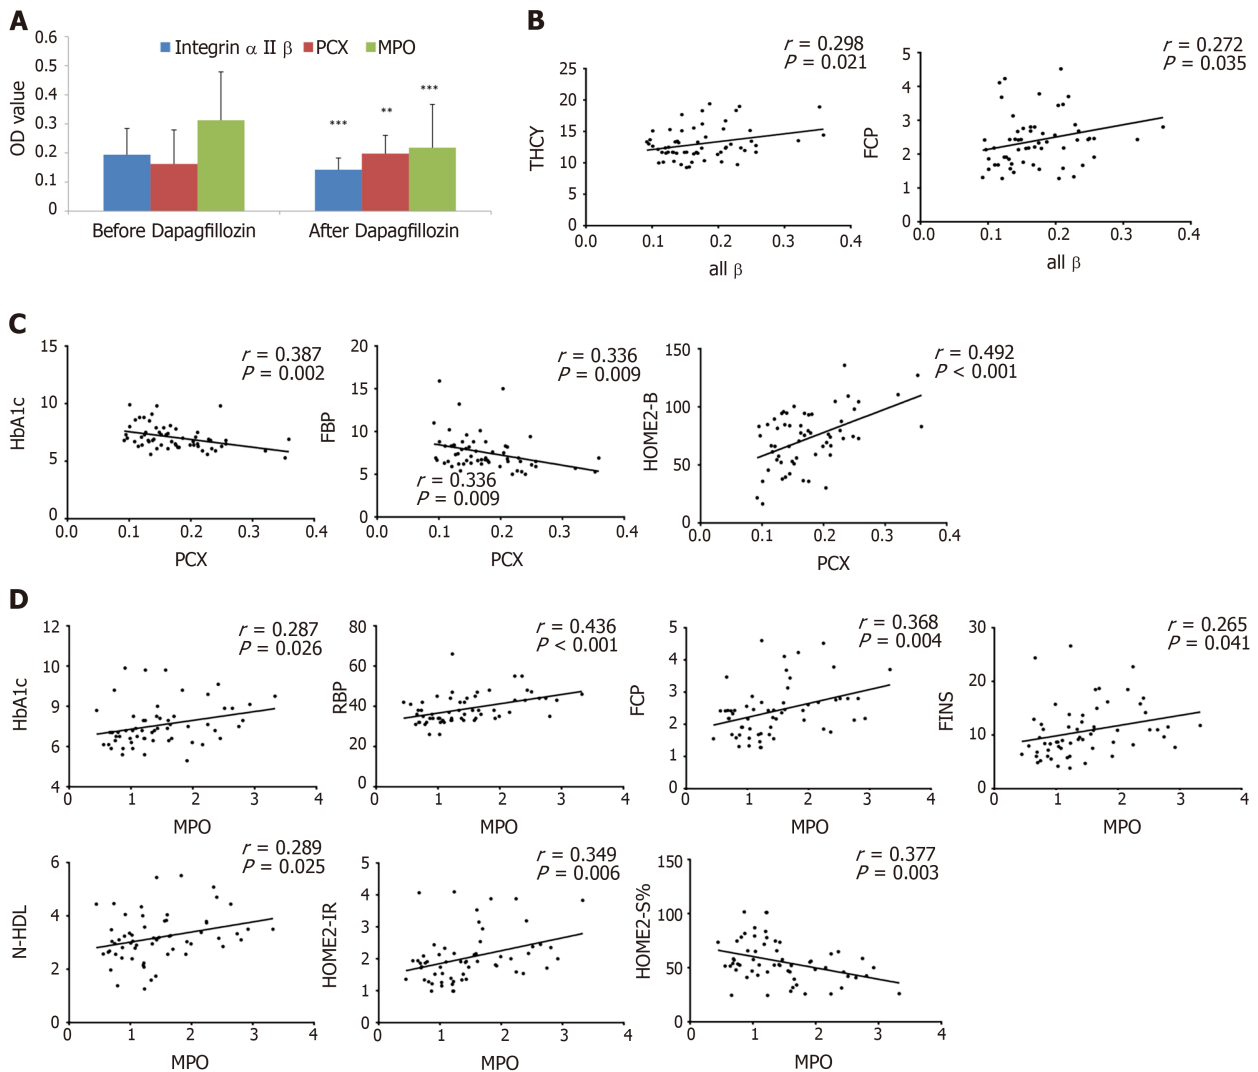 A
Integrin α II β PCX MPO
OD value
0.6
0.5
0.4
0.3
0.2
0.1
0
***
**
***
Before Dapagfillozin
After Dapagfillozin
B
r = 0.298
P = 0.021
THCY
25
20
15
10
5
0
0.0 0.1 0.2 0.3 0.4
all β
r = 0.272
P = 0.035
FCP
5
4
3
2
1
0
0.0 0.1 0.2 0.3 0.4
all β
C
r = 0.387
P = 0.002
HbA1c
15
10
5
0
0.0 0.1 0.2 0.3 0.4
PCX
r = 0.336
P = 0.009
FBP
20
15
10
5
0
r = 0.336
P = 0.009
0.0 0.1 0.2 0.3 0.4
PCX
r = 0.492
P < 0.001
HOME2-B
150
100
50
0
0.0 0.1 0.2 0.3 0.4
PCX
D
r = 0.287
P = 0.026
HbA1c
12
10
9
6
4
0 1 2 3 4
MPO
r = 0.436
P < 0.001
RBP
80
60
40
20
0
0 1 2 3 4
MPO
r = 0.368
P = 0.004
FCP
5
4
3
2
1
0
0 1 2 3 4
MPO
r = 0.265
P = 0.041
FINS
30
20
10
0
0 1 2 3 4
MPO
r = 0.289
P = 0.025
N-HDL
6
4
2
0
0 1 2 3 4
MPO
r = 0.349
P = 0.006
HOME2-IR
5
4
3
2
1
0
0 1 2 3 4
MPO
r = 0.377
P = 0.003
HOME2-S%
150
100
50
0
0 1 2 3 4
MPO